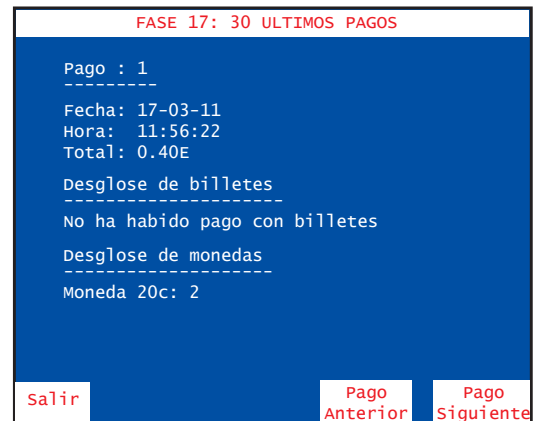 FASE 17: 30 ULTIMOS PAGOS
Pago : 1
---------
Fecha: 17-03-11
Hora:  11:56:22
Total: 0.40E
Desglose de billetes
---------------------
No ha habido pago con billetes
Desglose de monedas
--------------------
Moneda 20c: 2
Salir
Pago
Anterior
Pago
Siguiente